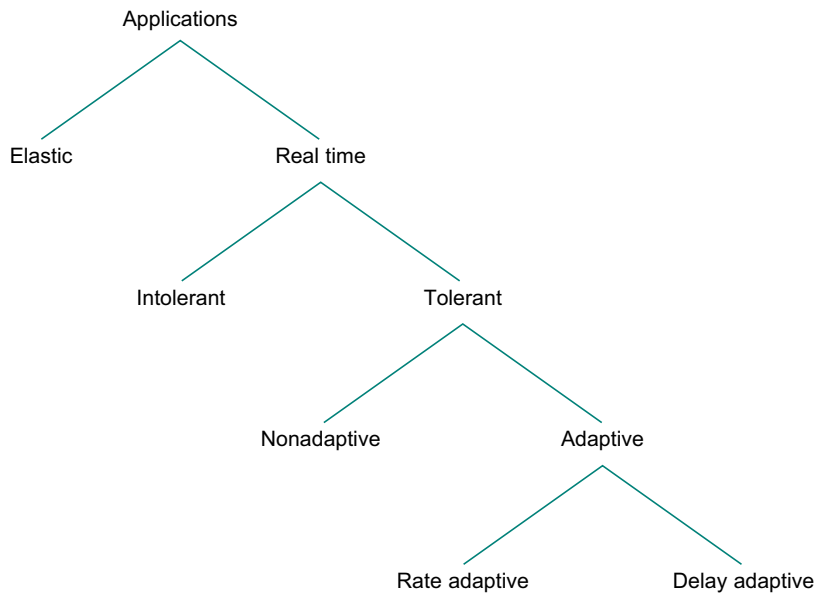 Applications
Elastic
Real time
Intolerant
Tolerant
Nonadaptive
Adaptive
Rate adaptive
Delay adaptive